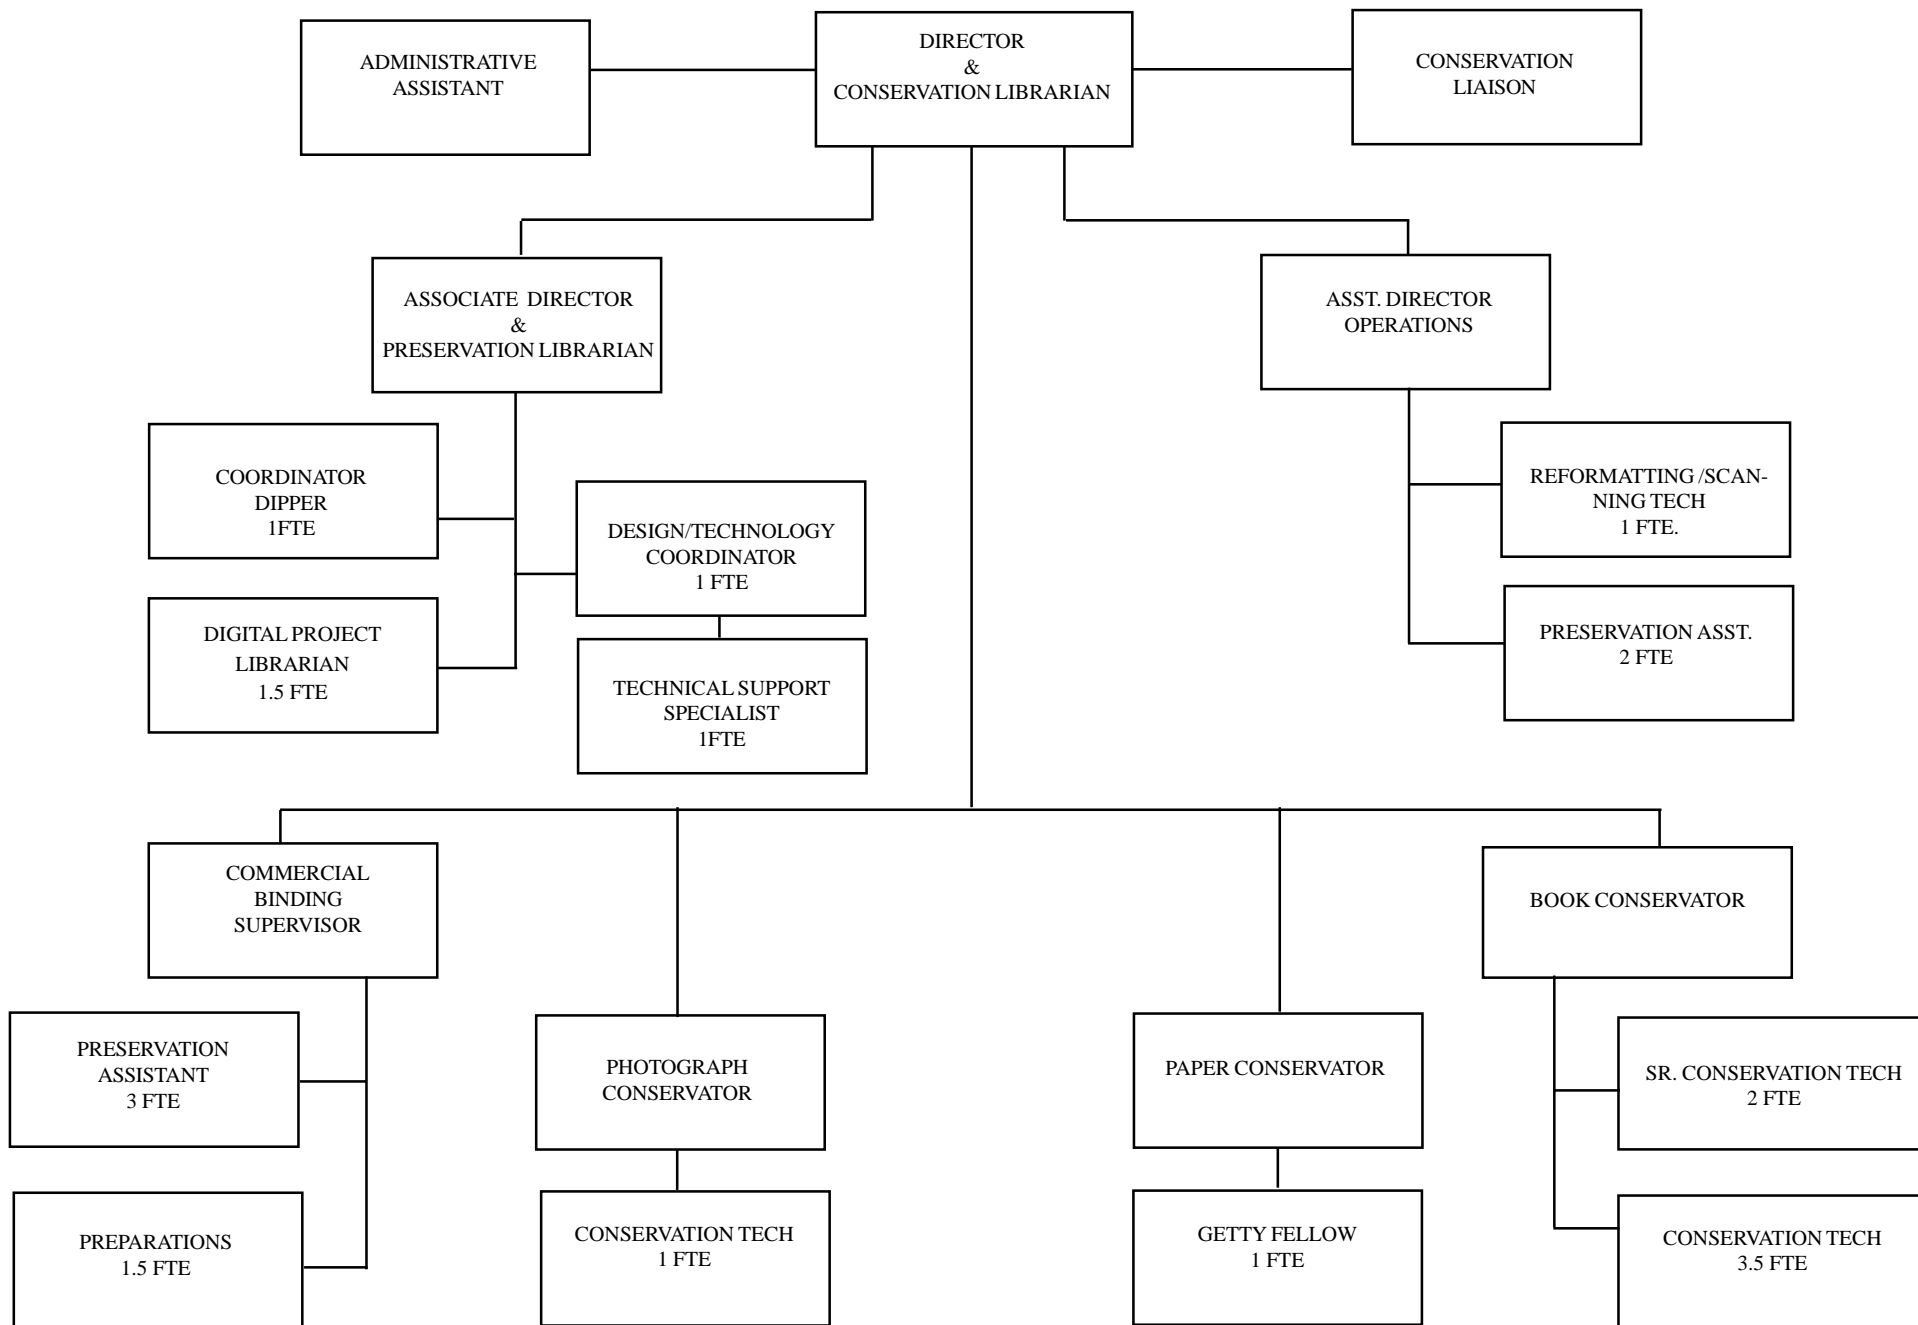 ADMINISTRATIVE
ASSISTANT
DIRECTOR
&
CONSERVATION LIBRARIAN
CONSERVATION
LIAISON
ASSOCIATE DIRECTOR
&
PRESERVATION LIBRARIAN
ASST. DIRECTOR
OPERATIONS
COORDINATOR
DIPPER
1FTE
DESIGN/TECHNOLOGY
COORDINATOR
1 FTE
REFORMATTING /SCAN-
NING TECH
1 FTE.
DIGITAL PROJECT
LIBRARIAN
1.5 FTE
TECHNICAL SUPPORT
SPECIALIST
1FTE
PRESERVATION ASST.
2 FTE
COMMERCIAL
BINDING
SUPERVISOR
BOOK CONSERVATOR
PRESERVATION
ASSISTANT
3 FTE
PHOTOGRAPH
CONSERVATOR
PAPER CONSERVATOR
SR. CONSERVATION TECH
2 FTE
PREPARATIONS
1.5 FTE
CONSERVATION TECH
1 FTE
GETTY FELLOW
1 FTE
CONSERVATION TECH
3.5 FTE